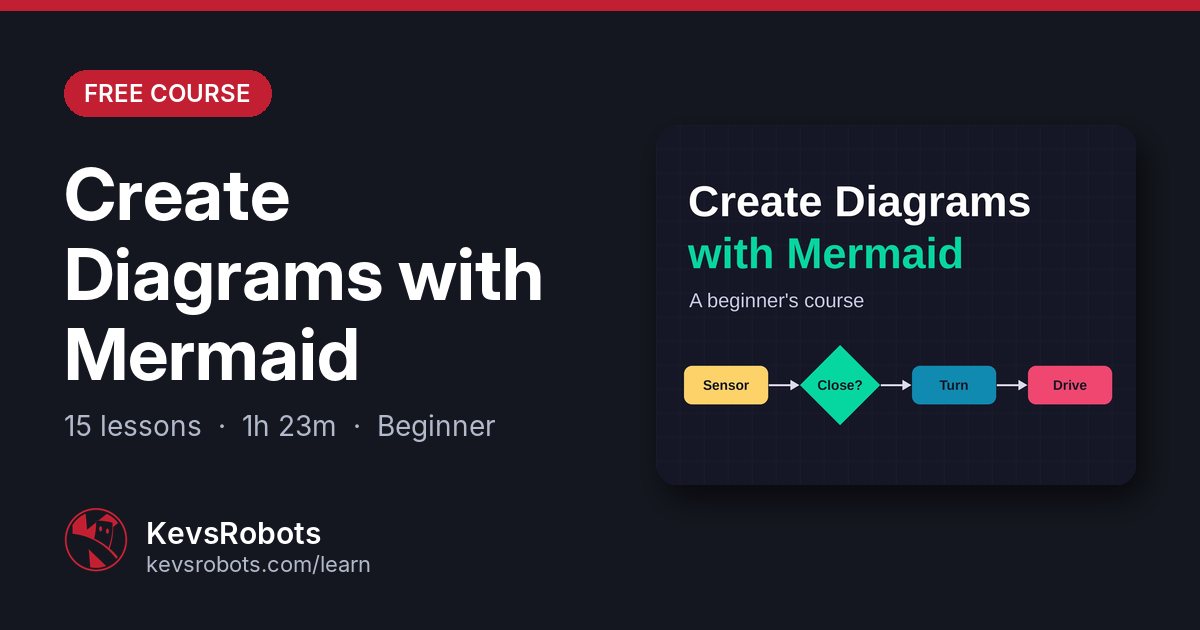 FREE COURSE
Create
Diagrams with
Mermaid
15 lessons · 1h 23m · Beginner
KevsRobots
kevsrobots.com/learn
Create Diagrams
with Mermaid
A beginner's course
Sensor
Close?
Turn
Drive